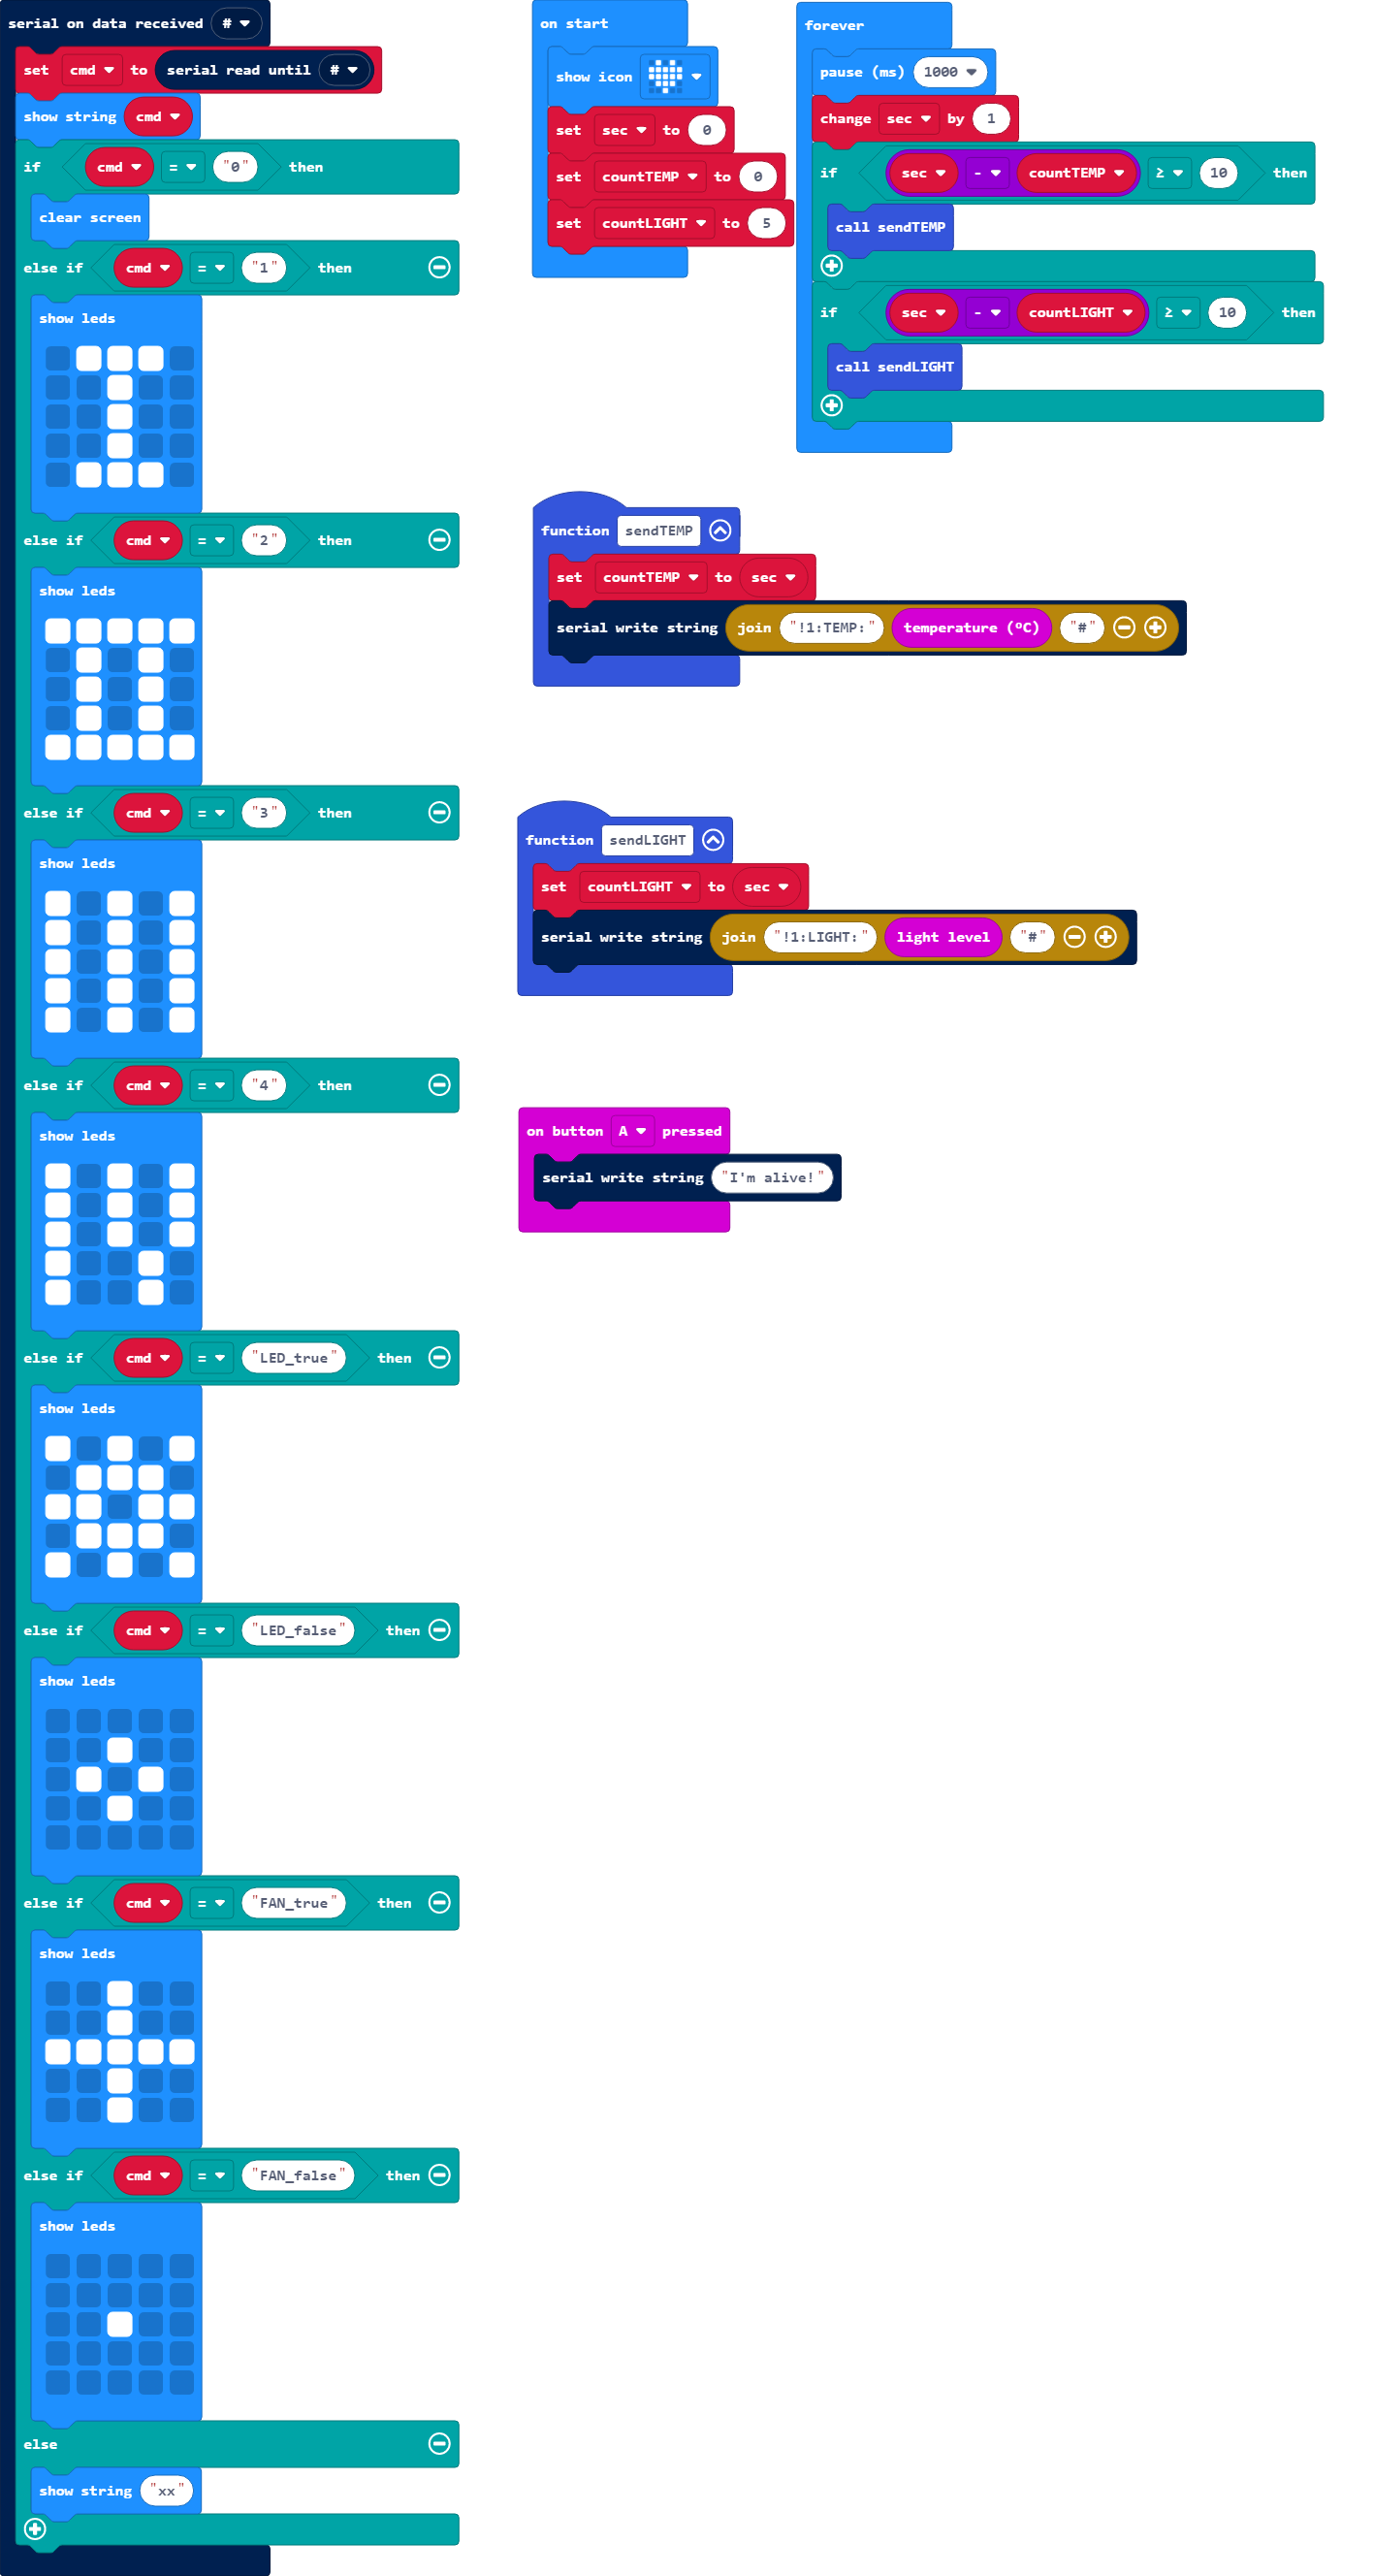 serial on data received #
set cmd to serial read until #
show string cmd
if cmd = "0" then
clear screen
else if cmd = "1" then
show leds
else if cmd = "2" then
show leds
else if cmd = "3" then
show leds
else if cmd = "4" then
show leds
else if cmd = "LED_true" then
show leds
else if cmd = "LED_false" then
show leds
else if cmd = "FAN_true" then
show leds
else if cmd = "FAN_false" then
show leds
else
show string "xx"
on start
show icon
set sec to 0
set countTEMP to 0
set countLIGHT to 5
forever
pause (ms) 1000
change sec by 1
if sec - countTEMP ≥ 10 then
call sendTEMP
if sec - countLIGHT ≥ 10 then
call sendLIGHT
function sendTEMP
set countTEMP to sec
serial write string join "!1:TEMP:" temperature (°C) "#"
function sendLIGHT
set countLIGHT to sec
serial write string join "!1:LIGHT:" light level "#"
on button A pressed
serial write string "I'm alive!"